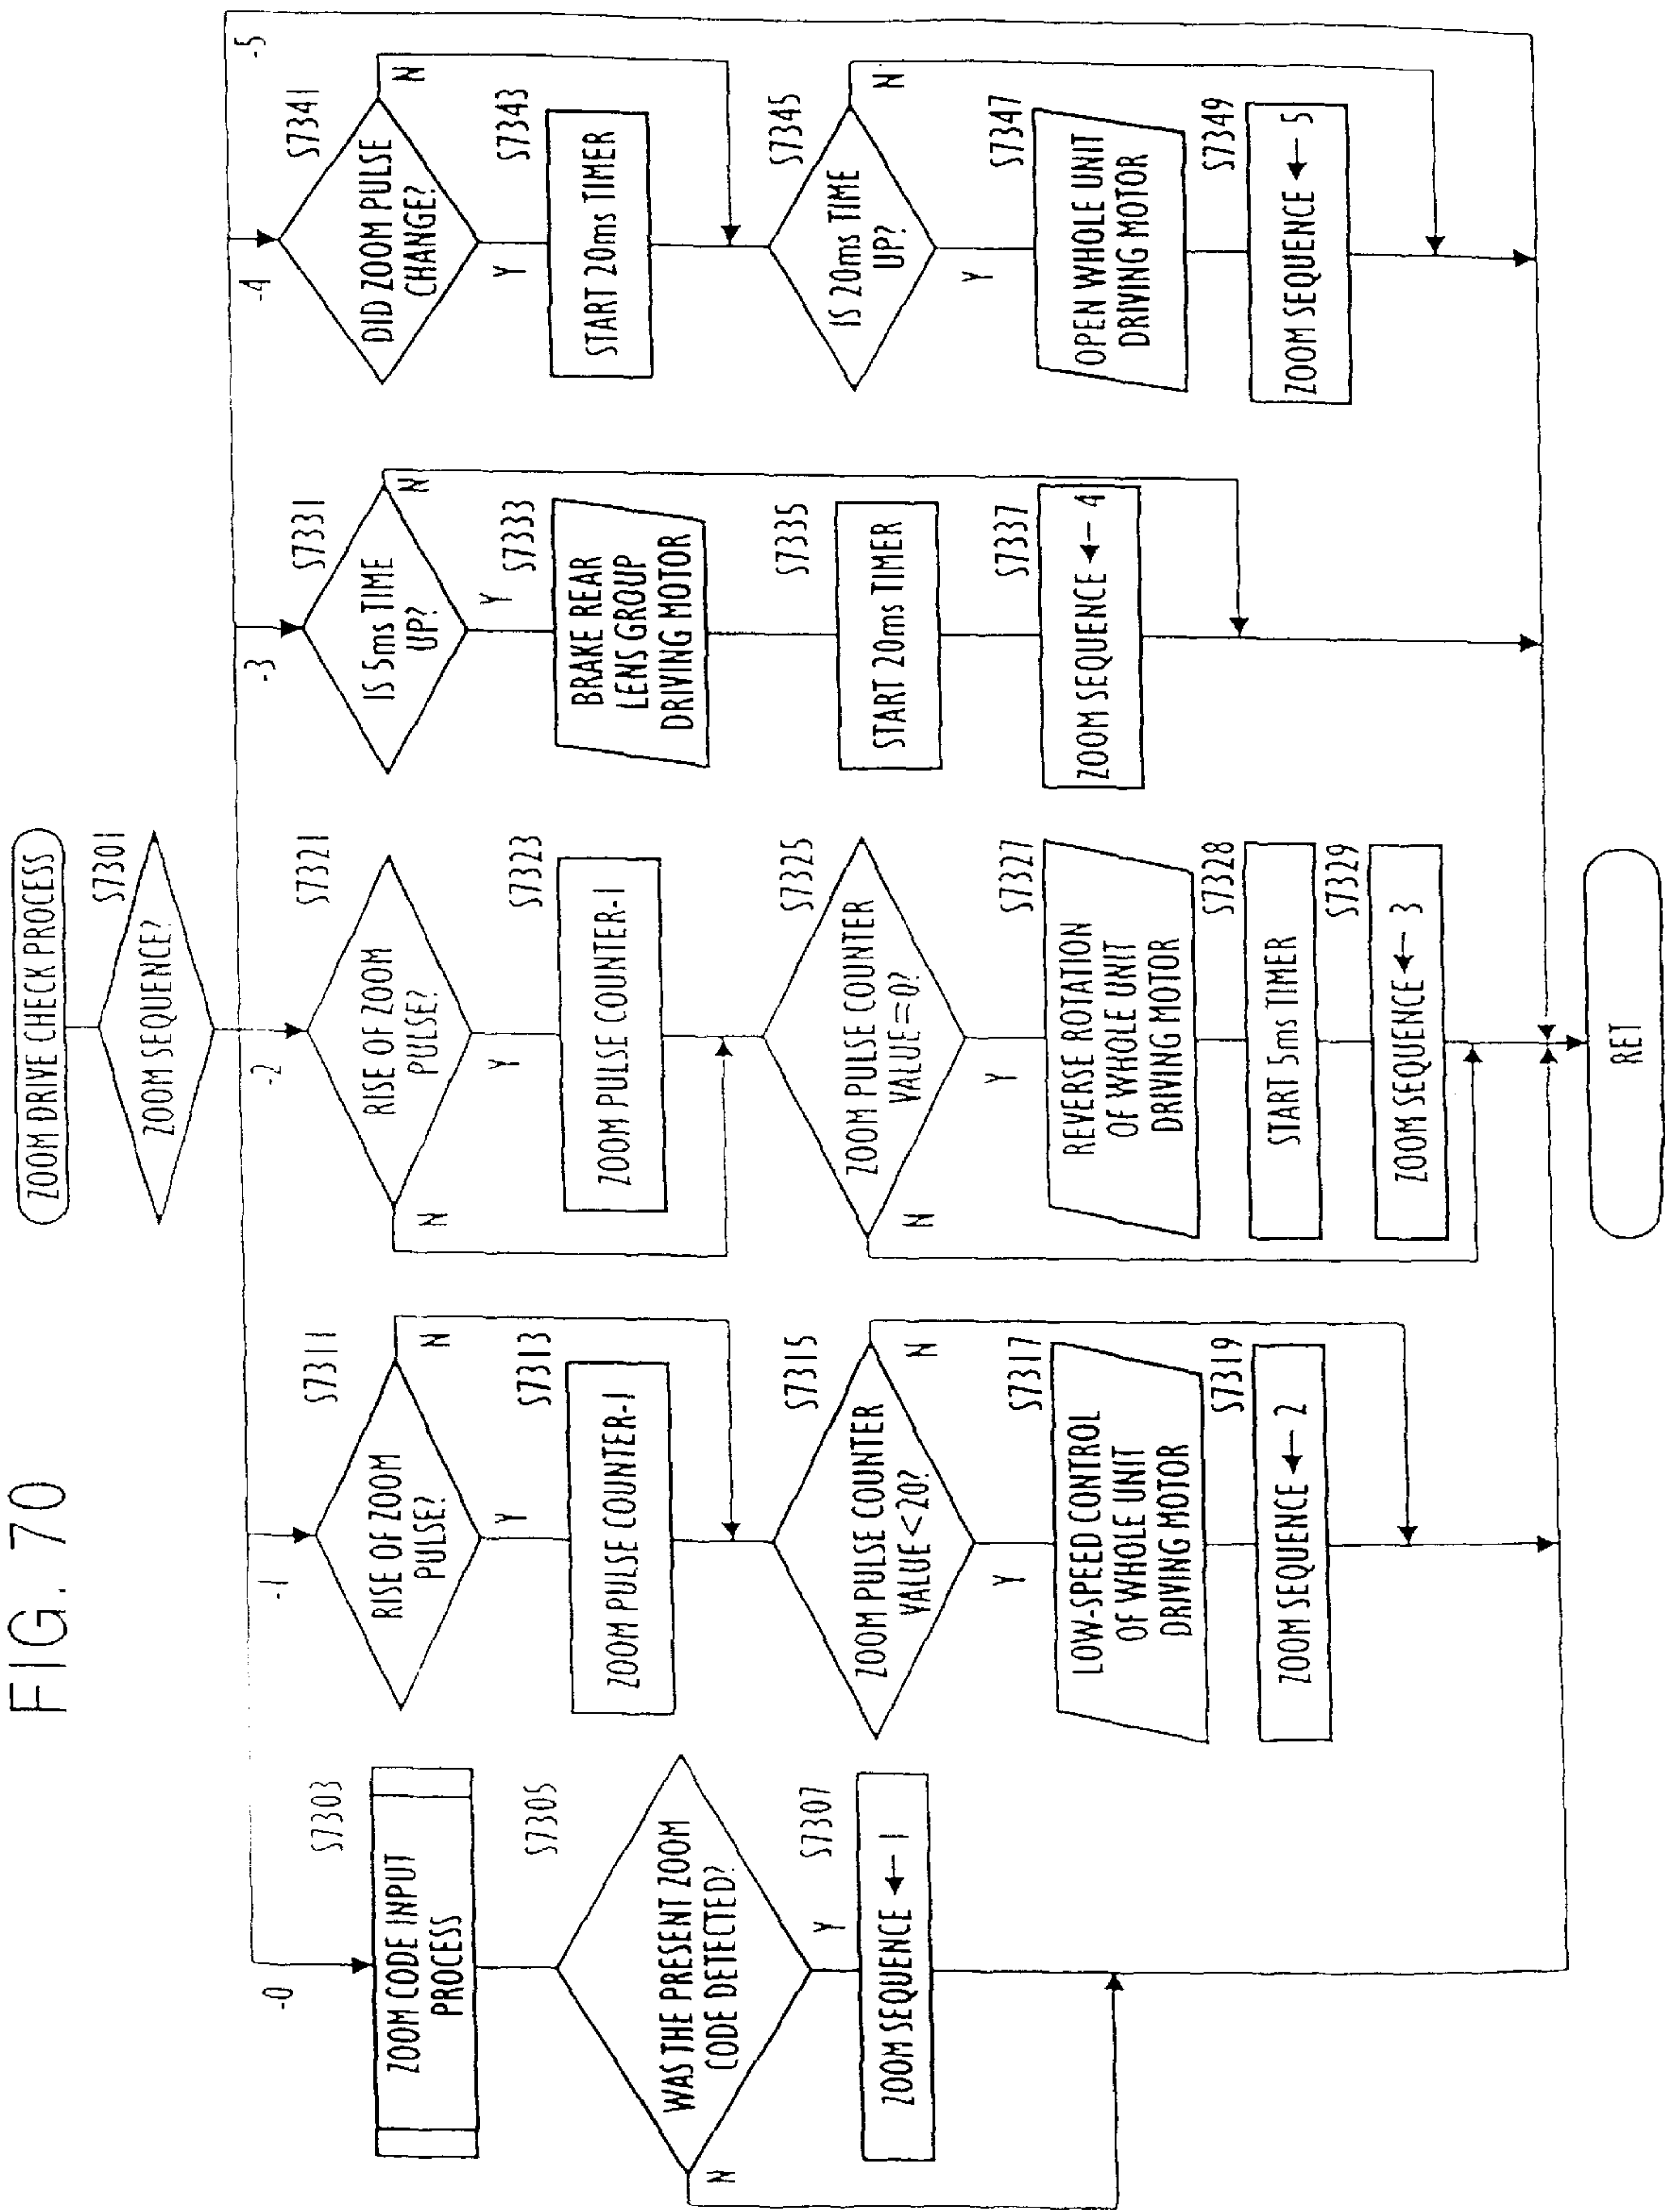 FIG. 70
ZOOM DRIVE CHECK PROCESS
S7301
ZOOM SEQUENCE?
-0
S7303
ZOOM CODE INPUT
PROCESS
S7305
WAS THE PRESENT ZOOM
CODE DETECTED?
N
Y
S7307
ZOOM SEQUENCE ← 1
-1
S7311
RISE OF ZOOM
PULSE?
N
Y
S7313
ZOOM PULSE COUNTER-1
S7315
ZOOM PULSE COUNTER
VALUE<20?
N
Y
S7317
LOW-SPEED CONTROL
OF WHOLE UNIT
DRIVING MOTOR
S7319
ZOOM SEQUENCE ← 2
-2
S7321
RISE OF ZOOM
PULSE?
N
Y
S7323
ZOOM PULSE COUNTER-1
S7325
ZOOM PULSE COUNTER
VALUE=0?
N
Y
S7327
REVERSE ROTATION
OF WHOLE UNIT
DRIVING MOTOR
S7328
START 5ms TIMER
S7329
ZOOM SEQUENCE ← 3
-3
S7331
IS 5ms TIME
UP?
N
Y
S7333
BRAKE REAR
LENS GROUP
DRIVING MOTOR
S7335
START 20ms TIMER
S7337
ZOOM SEQUENCE ← 4
-4
S7341
DID ZOOM PULSE
CHANGE?
N
Y
S7343
START 20ms TIMER
S7345
IS 20ms TIME
UP?
N
Y
S7347
OPEN WHOLE UNIT
DRIVING MOTOR
S7349
ZOOM SEQUENCE ← 5
-5
RET